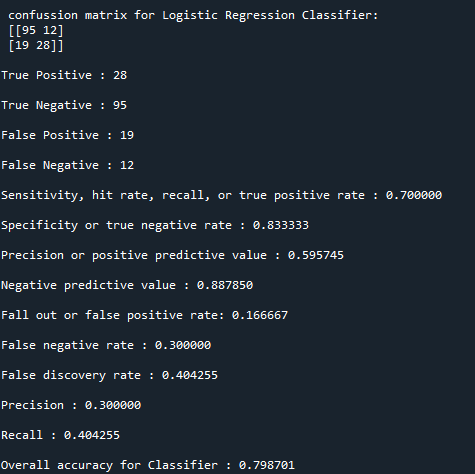 confussion matrix for Logistic Regression Classifier:
[[95 12]
[19 28]]
True Positive : 28
True Negative : 95
False Positive : 19
False Negative : 12
Sensitivity, hit rate, recall, or true positive rate : 0.700000
Specificity or true negative rate : 0.833333
Precision or positive predictive value : 0.595745
Negative predictive value : 0.887850
Fall out or false positive rate: 0.166667
False negative rate : 0.300000
False discovery rate : 0.404255
Precision : 0.300000
Recall : 0.404255
Overall accuracy for Classifier : 0.798701